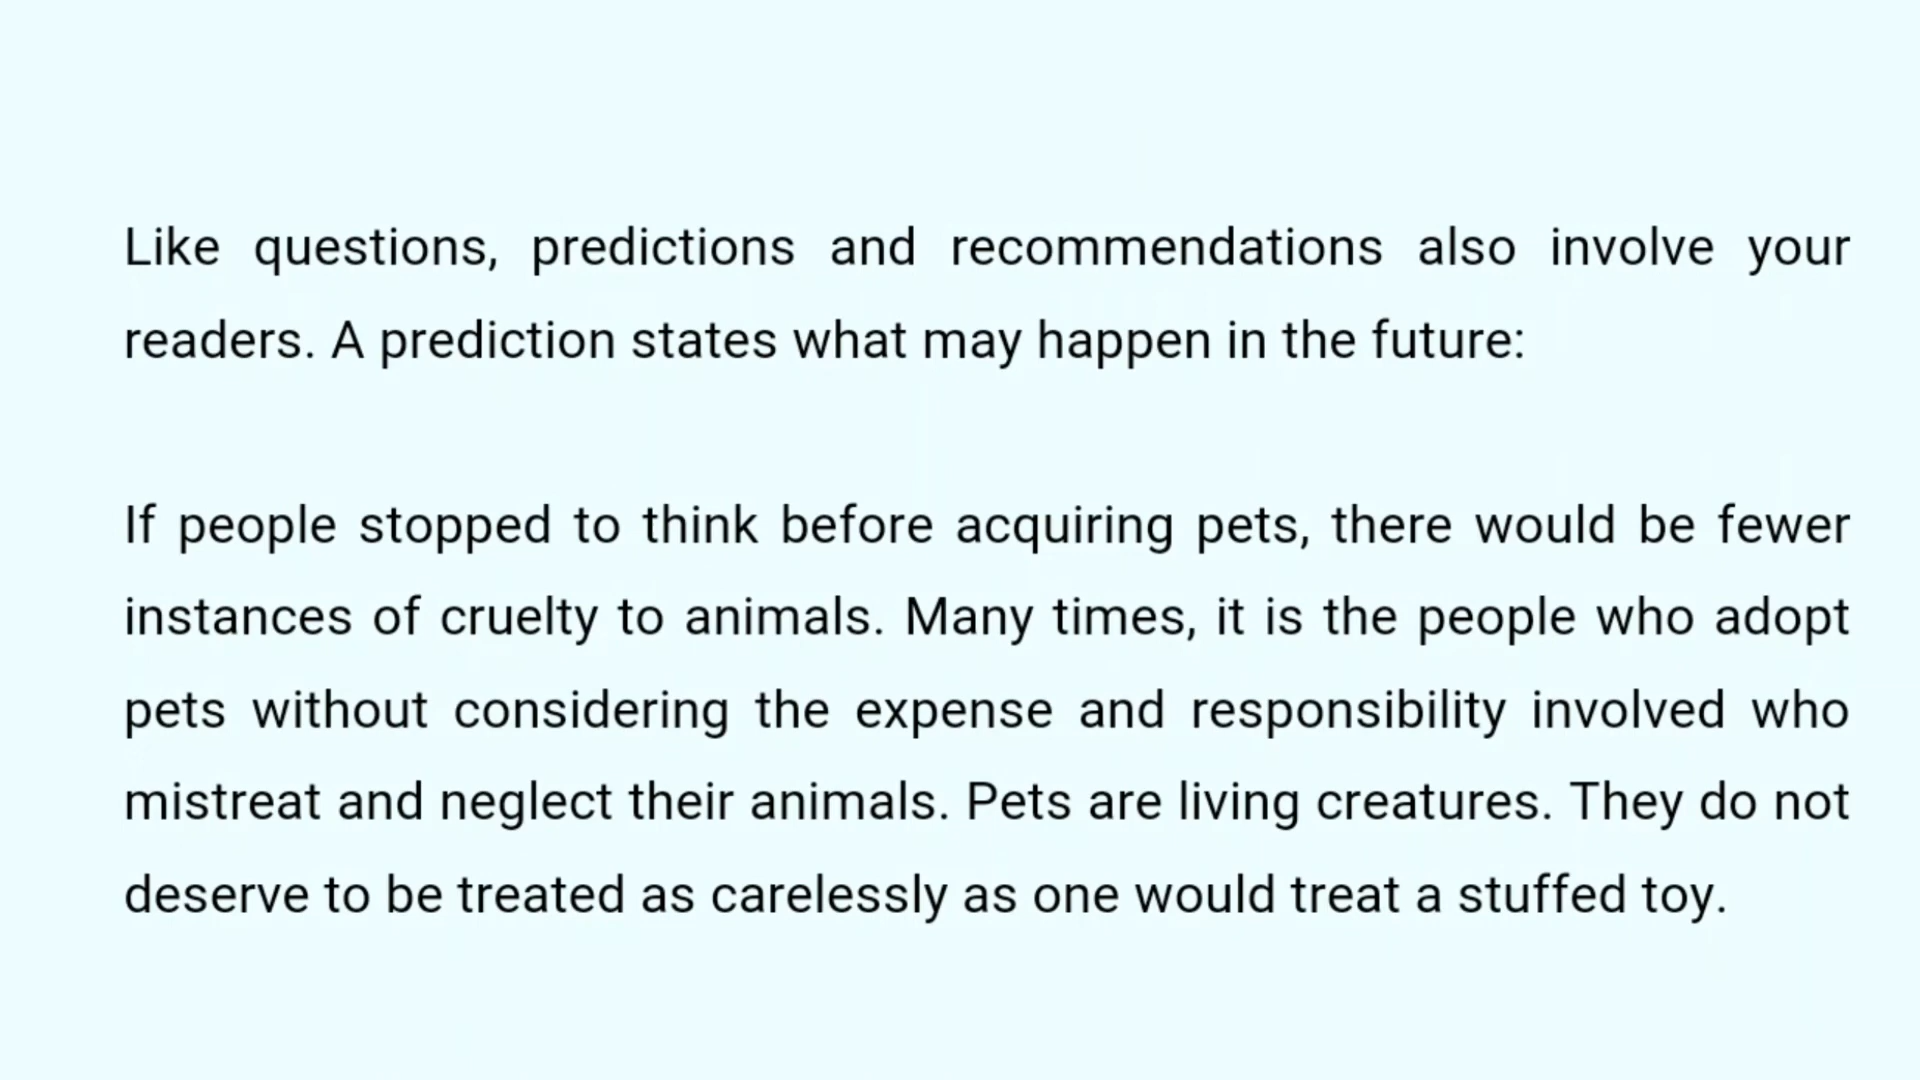 Like questions, predictions and recommendations also involve your
readers. A prediction states what may happen in the future:
If people stopped to think before acquiring pets, there would be fewer
instances of cruelty to animals. Many times, it is the people who adopt
pets without considering the expense and responsibility involved who
mistreat and neglect their animals. Pets are living creatures. They do not
deserve to be treated as carelessly as one would treat a stuffed toy.